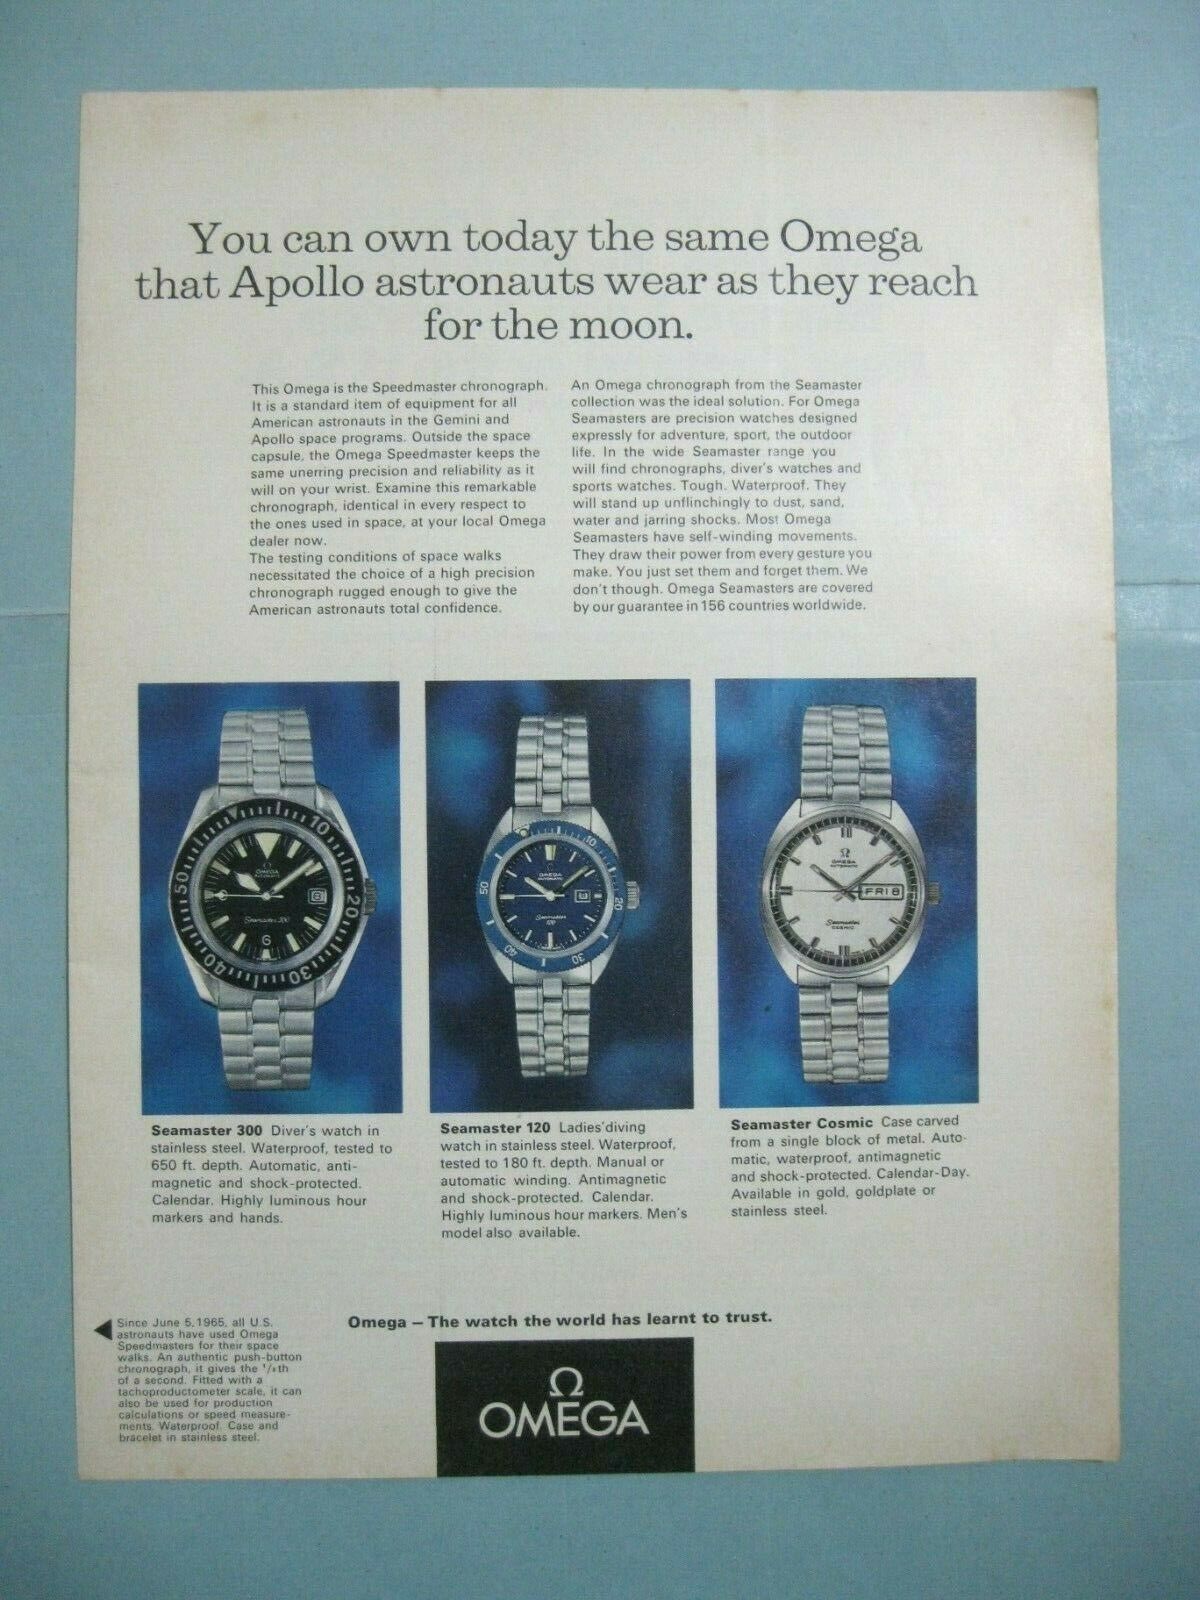 You can own today the same Omega
that Apollo astronauts wear as they reach
for the moon.
This Omega is the Speedmaster chronograph.
It is a standard item of equipment for all
American astronauts in the Gemini and
Apollo space programs. Outside the space
capsule, the Omega Speedmaster keeps the
same unerring precision and reliability as it
will on your wrist. Examine this remarkable
chronograph, identical in every respect to
the ones used in space, at your local Omega
dealer now.
The testing conditions of space walks
necessitated the choice of a high precision
chronograph rugged enough to give the
American astronauts total confidence.
An Omega chronograph from the Seamaster
collection was the ideal solution. For Omega
Seamasters are precision watches designed
expressly for adventure, sport, the outdoor
life. In the wide Seamaster range you
will find chronographs, diver's watches and
sports watches. Tough. Waterproof. They
will stand up unflinchingly to dust, sand,
water and jarring shocks. Most Omega
Seamasters have self-winding movements.
They draw their power from every gesture you
make. You just set them and forget them. We
don't though. Omega Seamasters are covered
by our guarantee in 156 countries worldwide.
10
20
30
40
50
Ω
OMEGA
AUTOMATIC
8
Seamaster 300
6
10
20
30
40
50
OMEGA
AUTOMATIC
8
Seamaster
120
Ω
OMEGA
AUTOMATIC
FRI 8
Seamaster
COSMIC
Seamaster 300 Diver's watch in
stainless steel. Waterproof, tested to
650 ft. depth. Automatic, anti-
magnetic and shock-protected.
Calendar. Highly luminous hour
markers and hands.
Seamaster 120 Ladies' diving
watch in stainless steel. Waterproof,
tested to 180 ft. depth. Manual or
automatic winding. Antimagnetic
and shock-protected. Calendar.
Highly luminous hour markers. Men's
model also available.
Seamaster Cosmic Case carved
from a single block of metal. Auto-
matic, waterproof, antimagnetic
and shock-protected. Calendar-Day.
Available in gold, goldplate or
stainless steel.
Since June 5, 1965, all U.S.
astronauts have used Omega
Speedmasters for their space
walks. An authentic push-button
chronograph, it gives the
of a second. Fitted with a
tachoproductometer scale, it can
also be used for production
calculations or speed measure-
ments. Waterproof. Case and
bracelet in stainless steel.
Omega – The watch the world has learnt to trust.
Ω
OMEGA